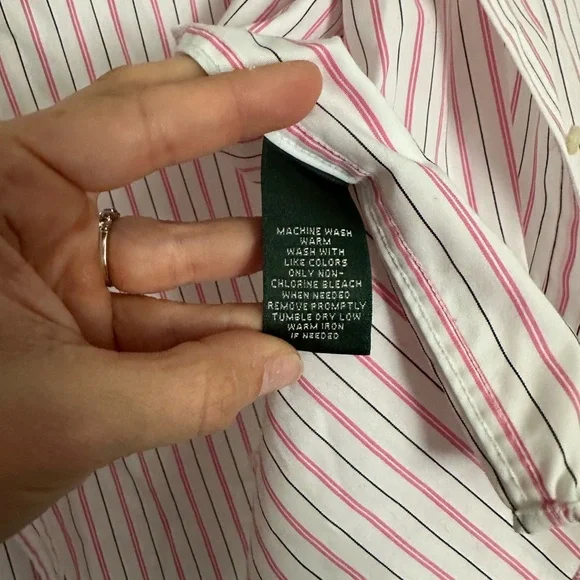 MACHINE WASH
WARM
WASH WITH
LIKE COLORS
ONLY NON-
CHLORINE BLEACH
WHEN NEEDED
REMOVE PROMPTLY
TUMBLE DRY LOW
WARM IRON
IF NEEDED